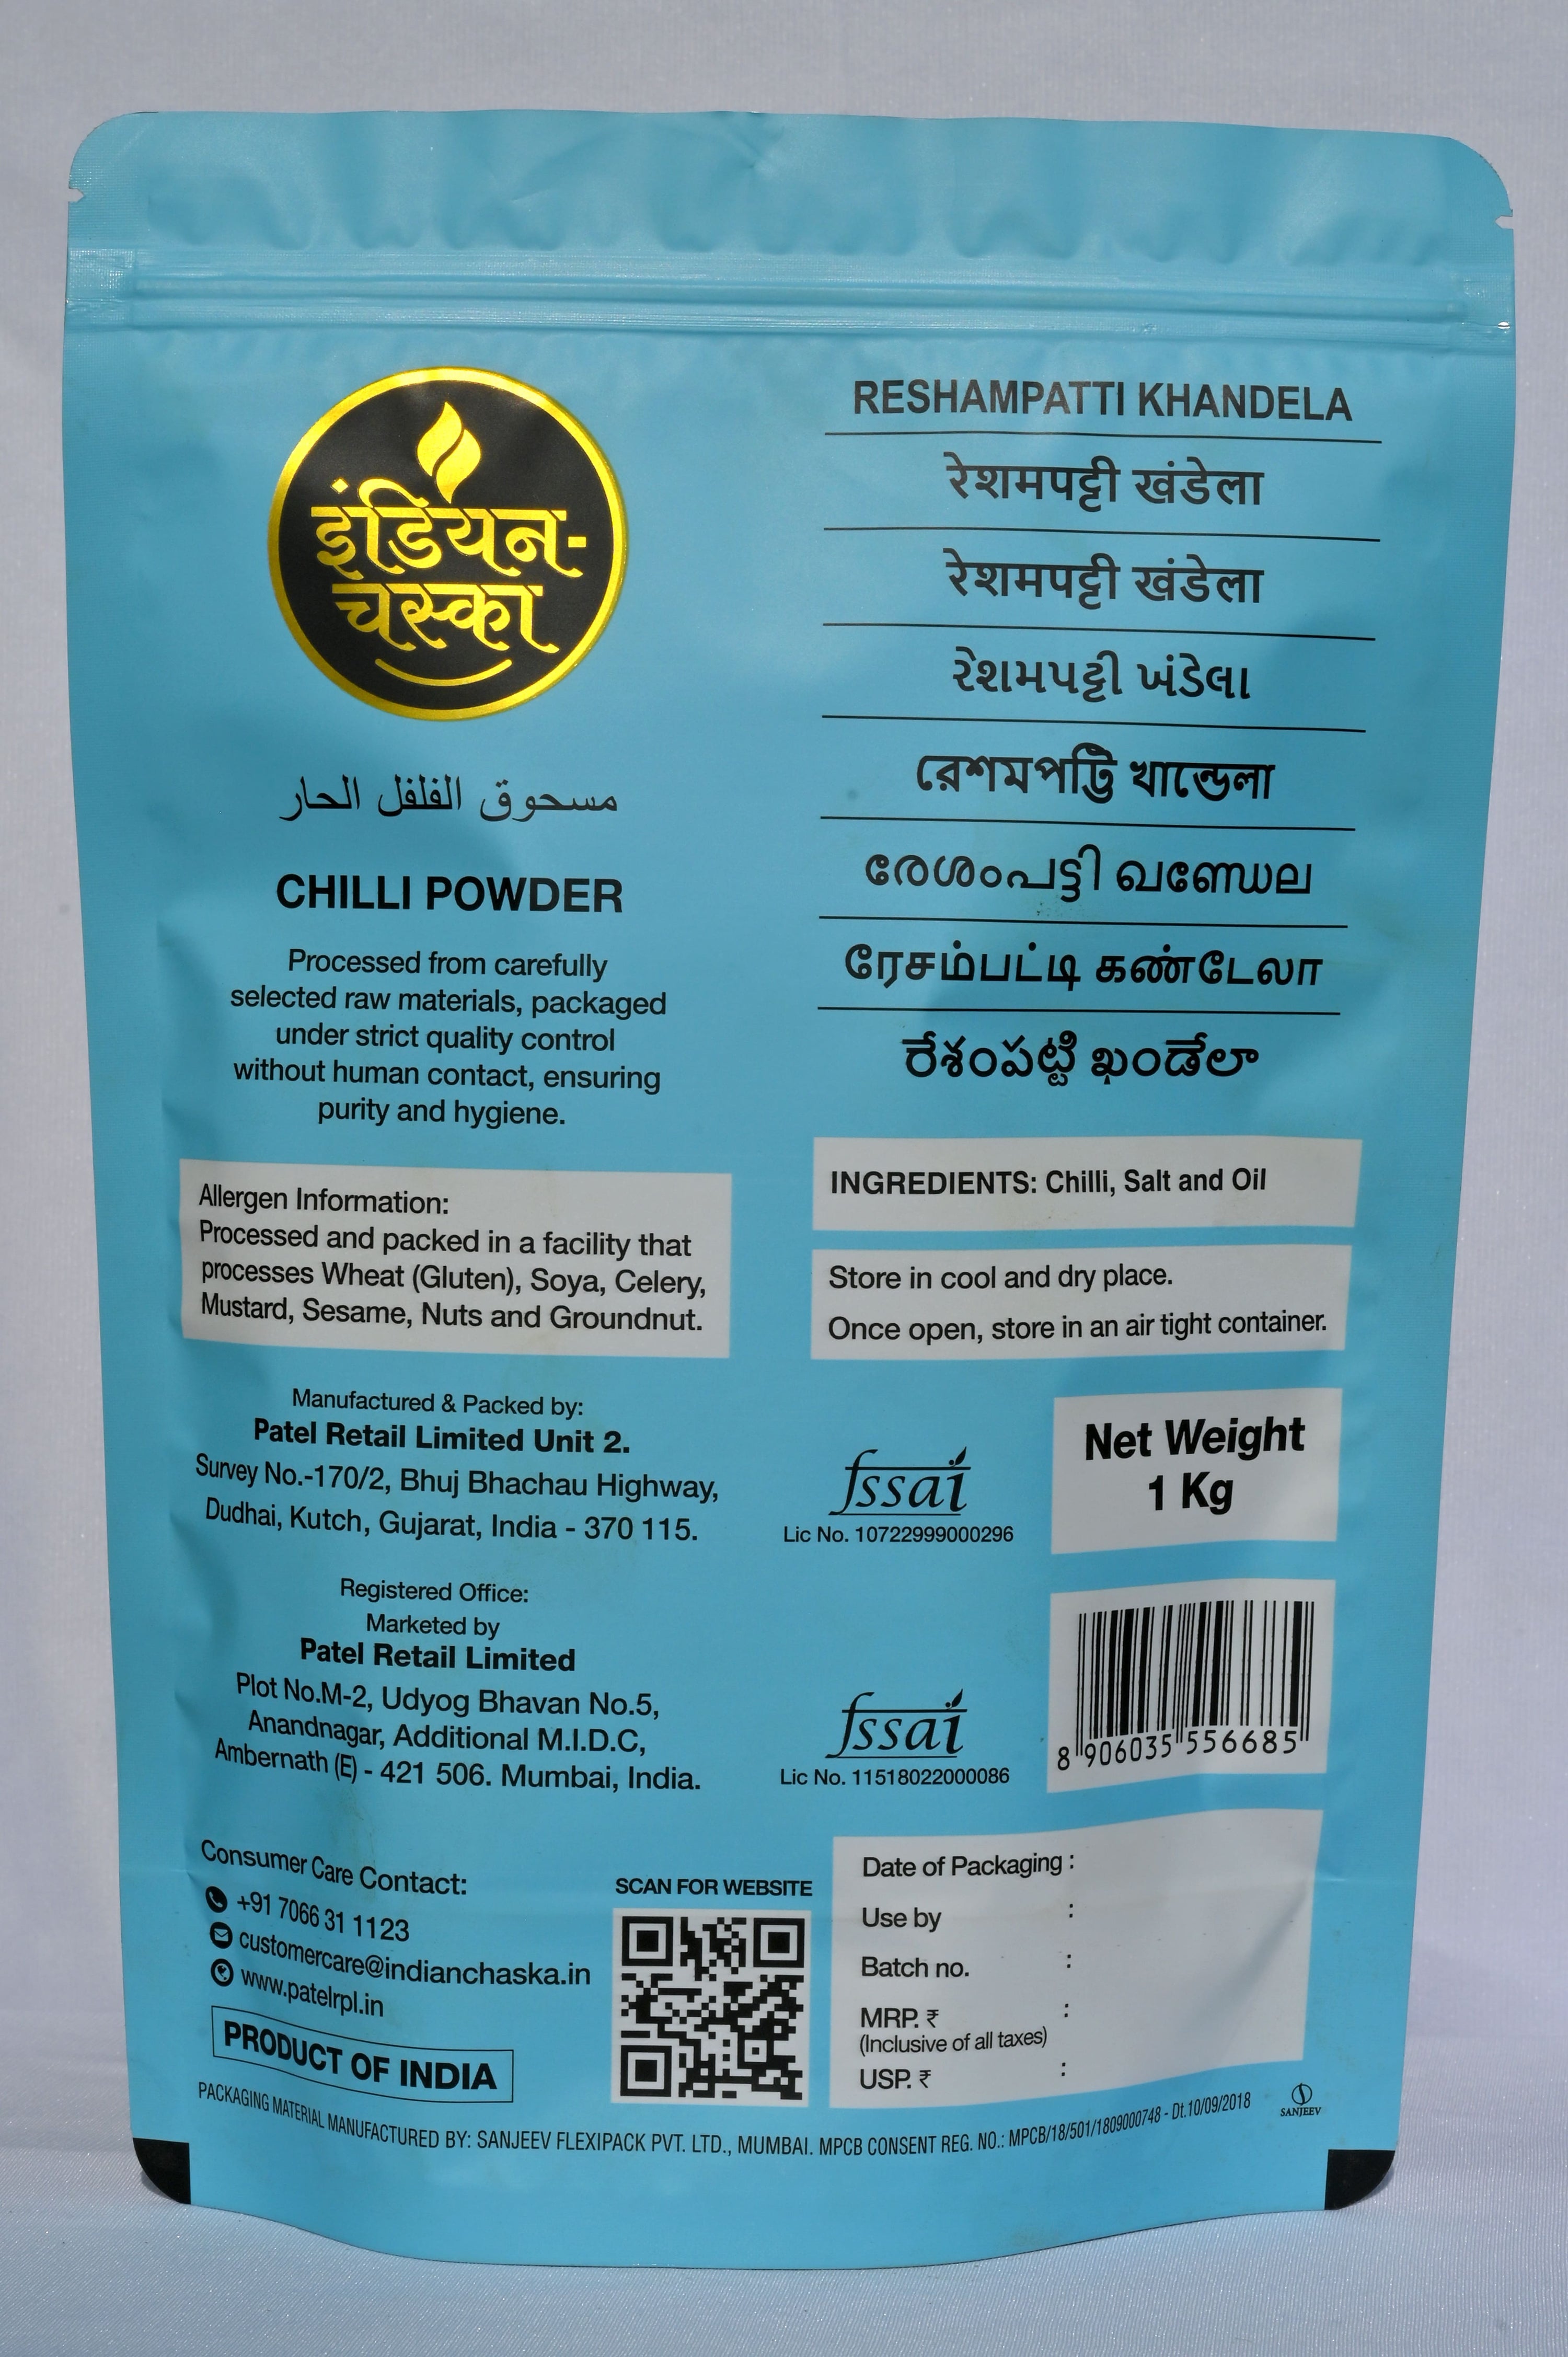 इंडियन-
चस्का
مسحوق الفلفل الحار
CHILLI POWDER
Processed from carefully
selected raw materials, packaged
under strict quality control
without human contact, ensuring
purity and hygiene.
Allergen Information:
Processed and packed in a facility that
processes Wheat (Gluten), Soya, Celery,
Mustard, Sesame, Nuts and Groundnut.
Manufactured & Packed by:
Patel Retail Limited Unit 2.
Survey No.-170/2, Bhuj Bhachau Highway,
Dudhai, Kutch, Gujarat, India - 370 115.
Registered Office:
Marketed by
Patel Retail Limited
Plot No.M-2, Udyog Bhavan No.5,
Anandnagar, Additional M.I.D.C,
Ambernath (E) - 421 506. Mumbai, India.
Consumer Care Contact:
+91 7066 31 1123
customercare@indianchaska.in
www.patelrpl.in
PRODUCT OF INDIA
SCAN FOR WEBSITE
RESHAMPATTI KHANDELA
रेशमपट्टी खंडेला
रेशमपट्टी खंडेला
રેશમપટ્ટી ખંડેલા
রেশমপট্টি খান্ডেলা
രേശംപട്ടി ഖണ്ഡേല
ரேசம்பட்டி கண்டேலா
రేశంపట్టి ఖండేలా
INGREDIENTS: Chilli, Salt and Oil
Store in cool and dry place.
Once open, store in an air tight container.
fssai
Lic No. 10722999000296
Net Weight
1 Kg
fssai
Lic No. 11518022000086
8 906035 556685
Date of Packaging :
Use by :
Batch no. :
MRP. ₹ :
(Inclusive of all taxes)
USP. ₹ :
PACKAGING MATERIAL MANUFACTURED BY: SANJEEV FLEXIPACK PVT. LTD., MUMBAI. MPCB CONSENT REG. NO.: MPCB/18/501/1809000748 - Dt.10/09/2018
SANJEEV